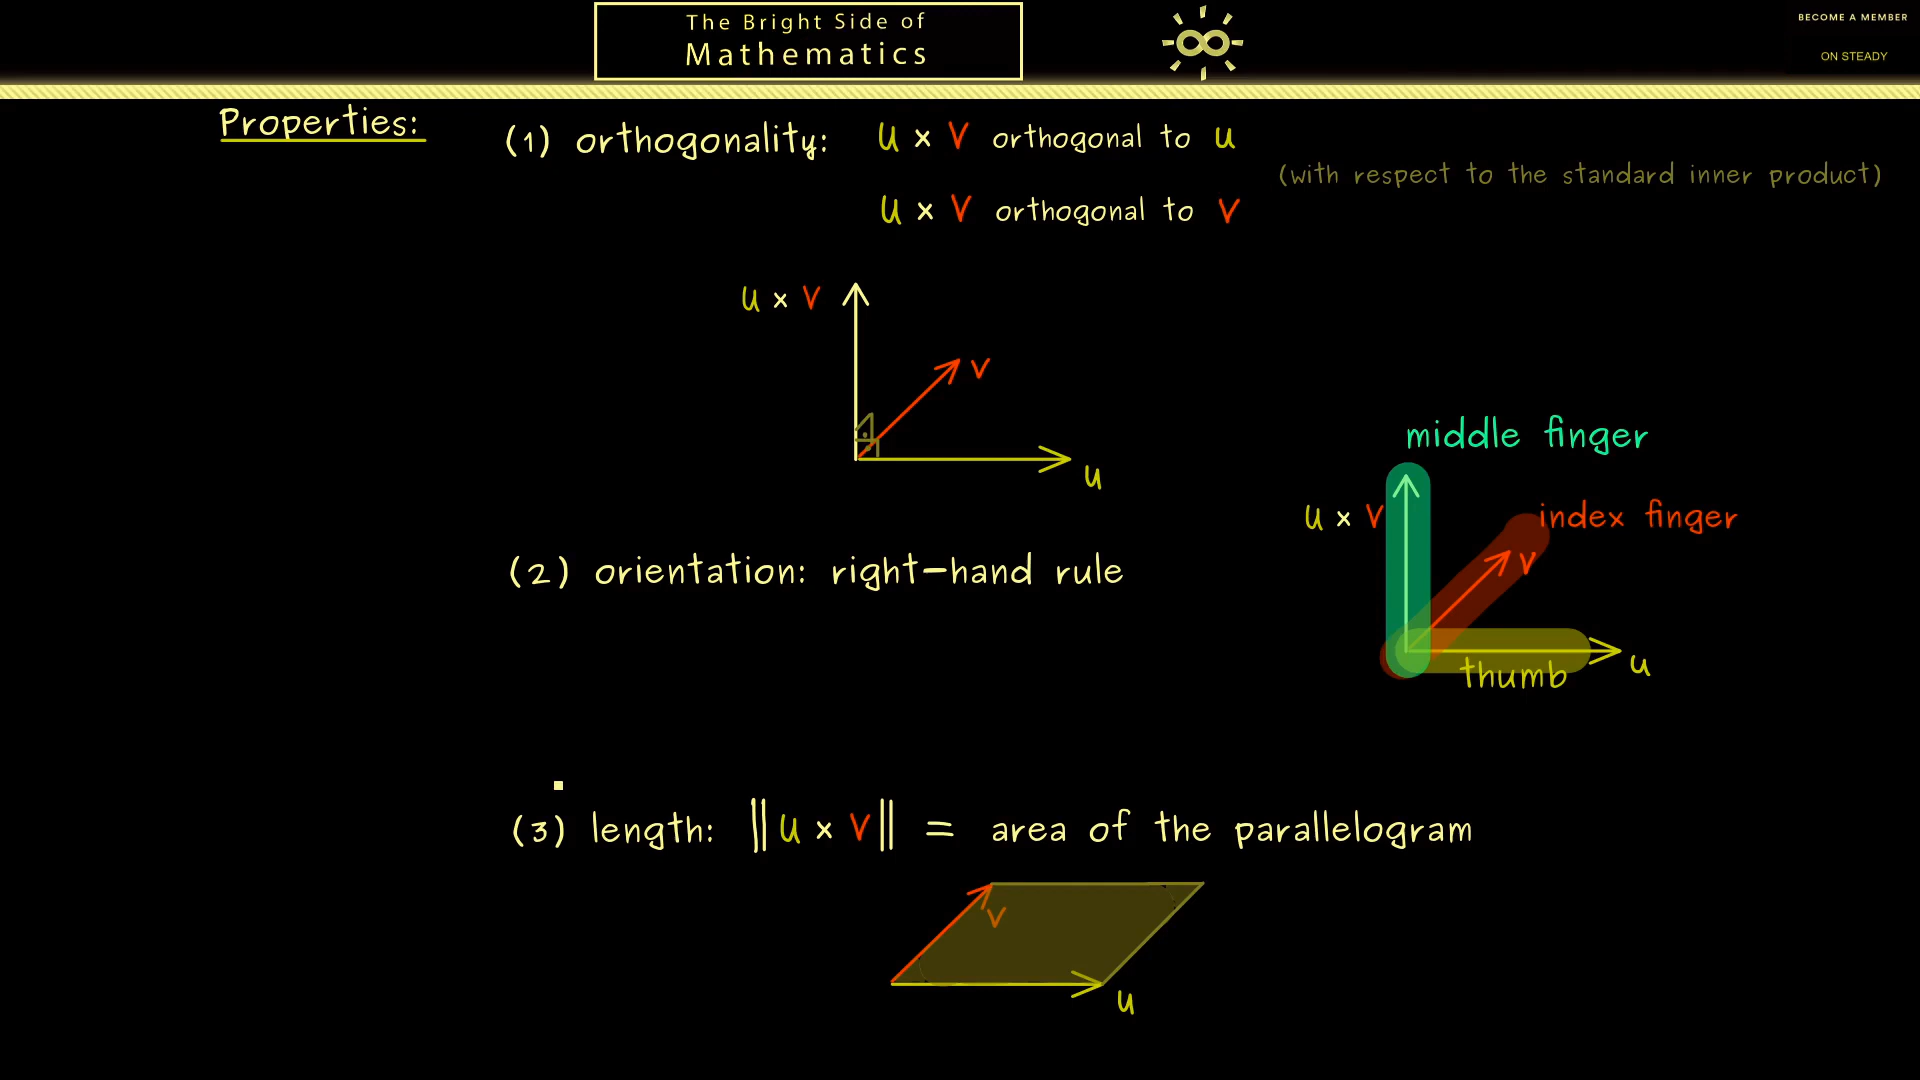 The Bright Side of
Mathematics
BECOME A MEMBER
ON STEADY
Properties:
(1) orthogonality: u × v orthogonal to u
(with respect to the standard inner product)
u × v orthogonal to v
u × v
v
u
middle finger
u × v
index finger
v
thumb
u
(2) orientation: right-hand rule
(3) length: ‖u × v‖ = area of the parallelogram
v
u